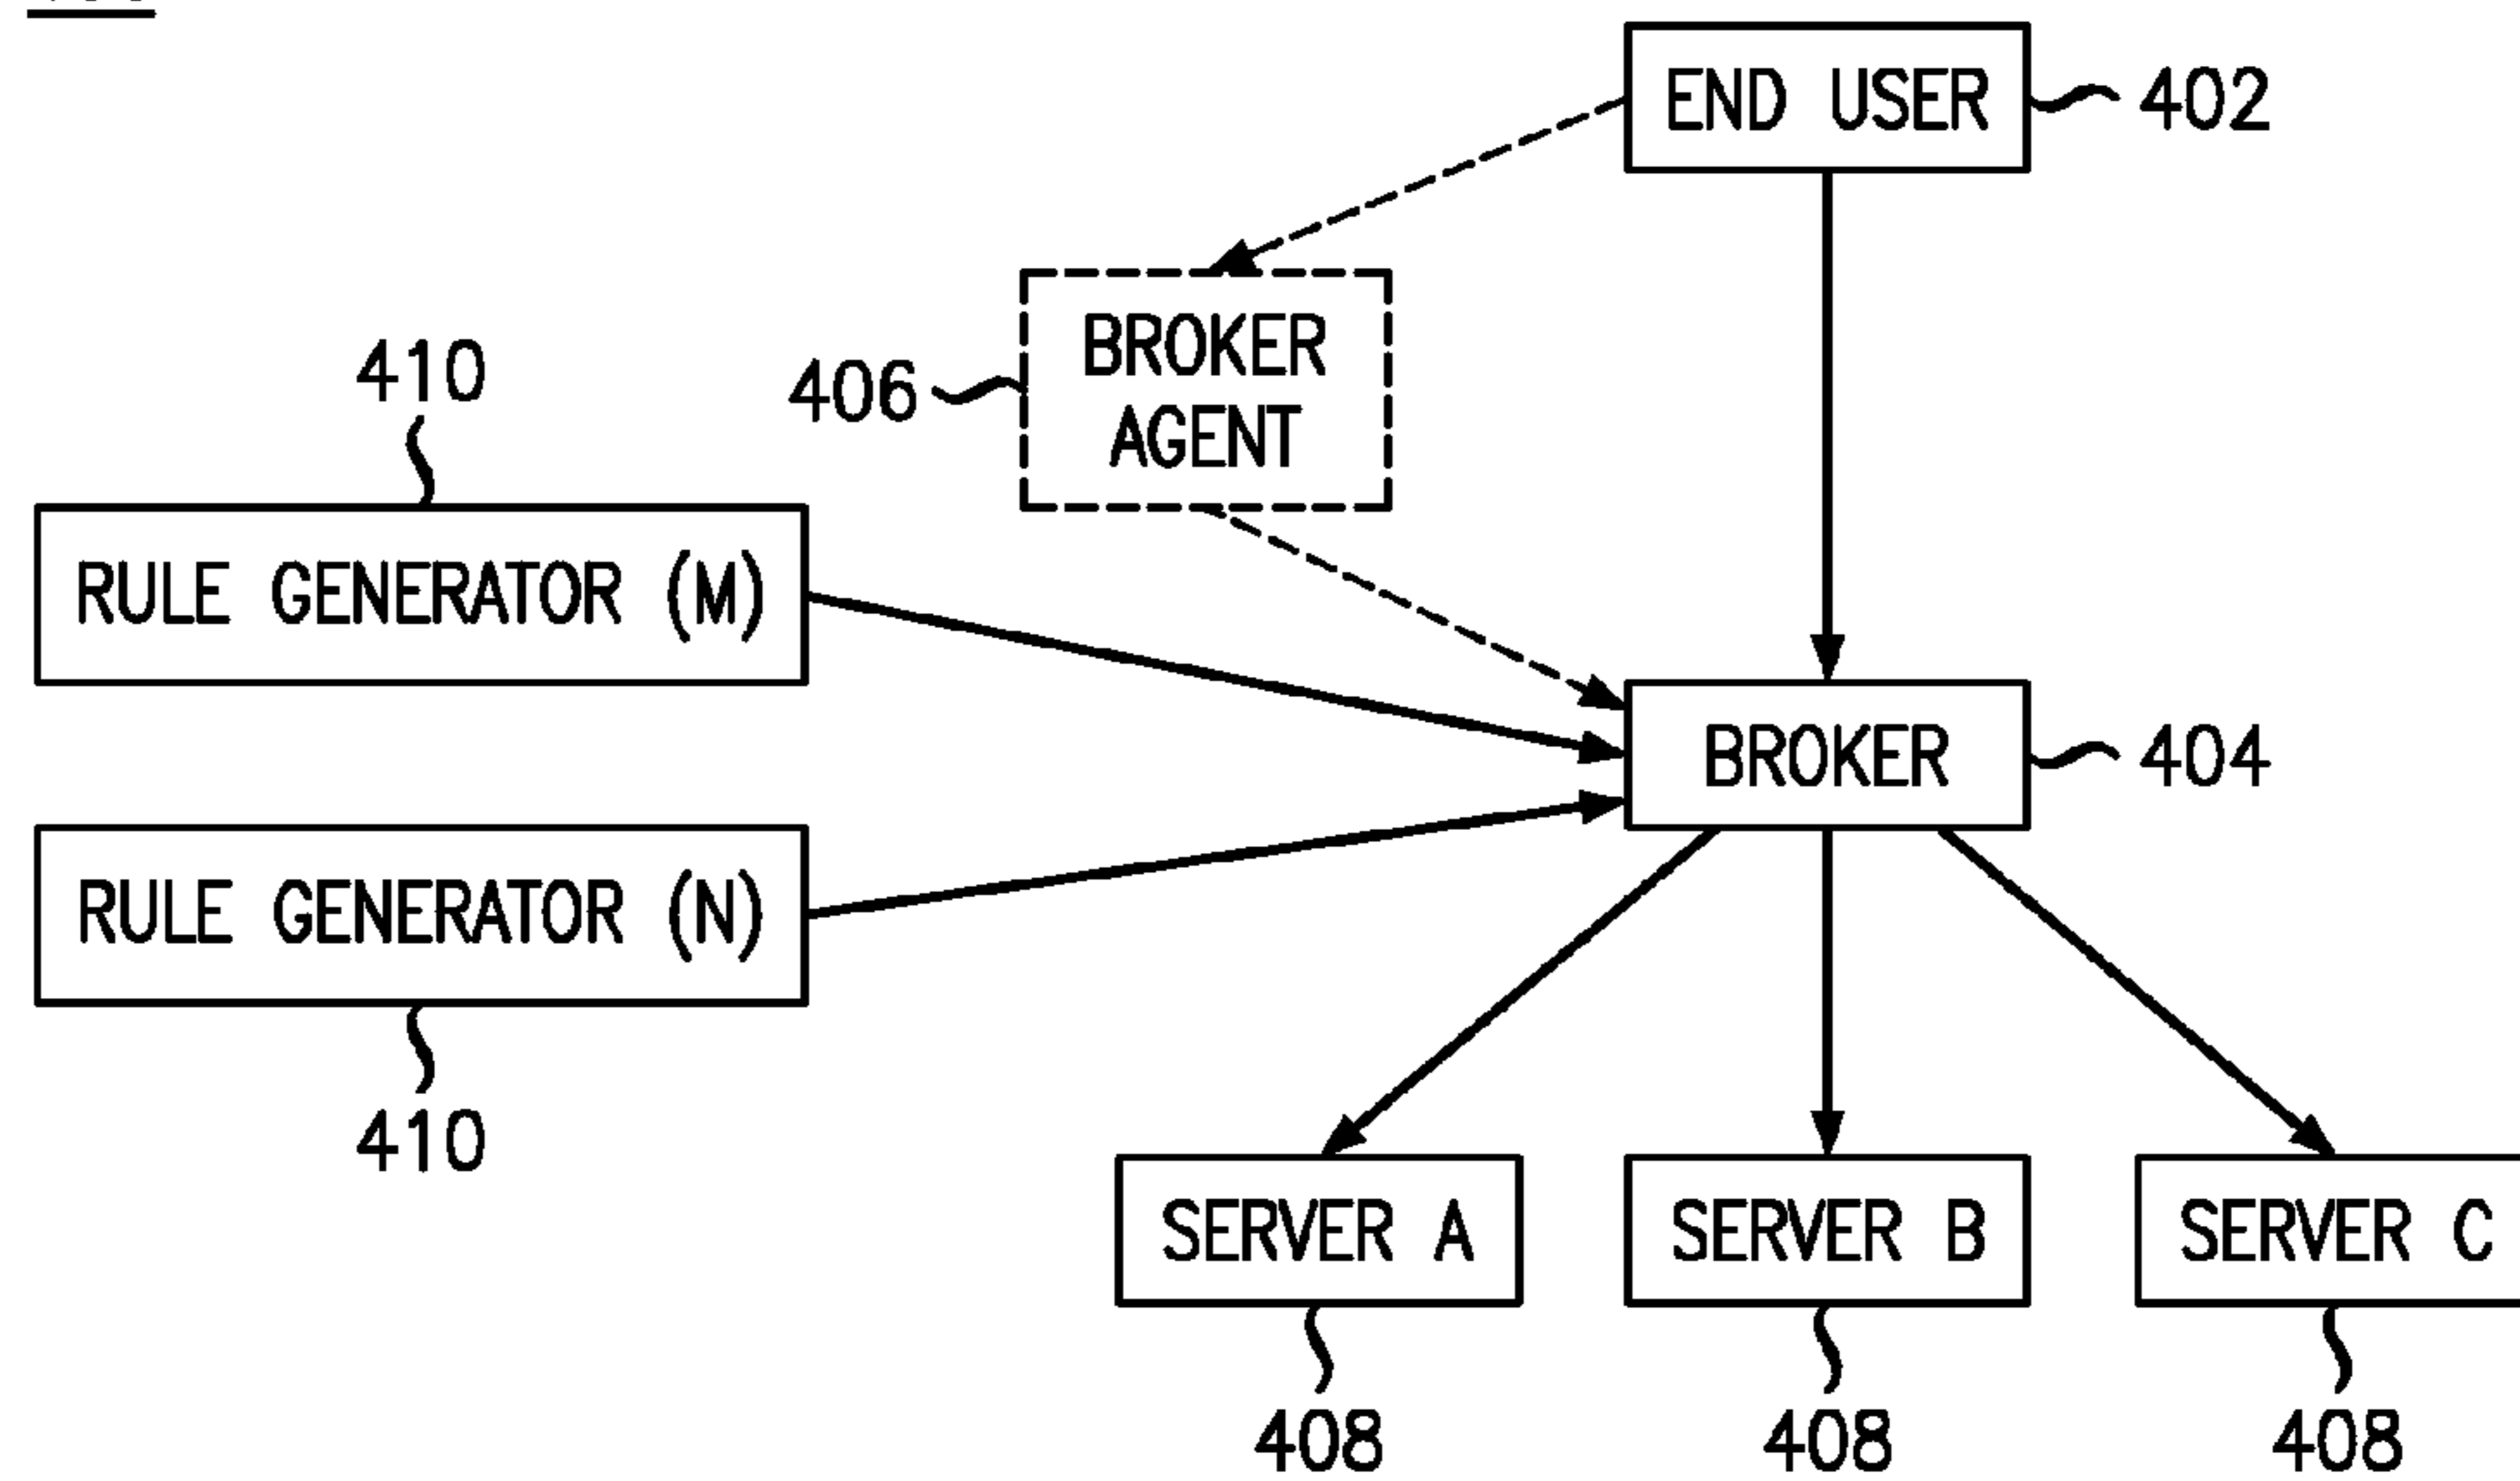 END USER
402
BROKER
AGENT
406
410
RULE GENERATOR (M)
BROKER
404
RULE GENERATOR (N)
410
SERVER A
SERVER B
SERVER C
408
408
408